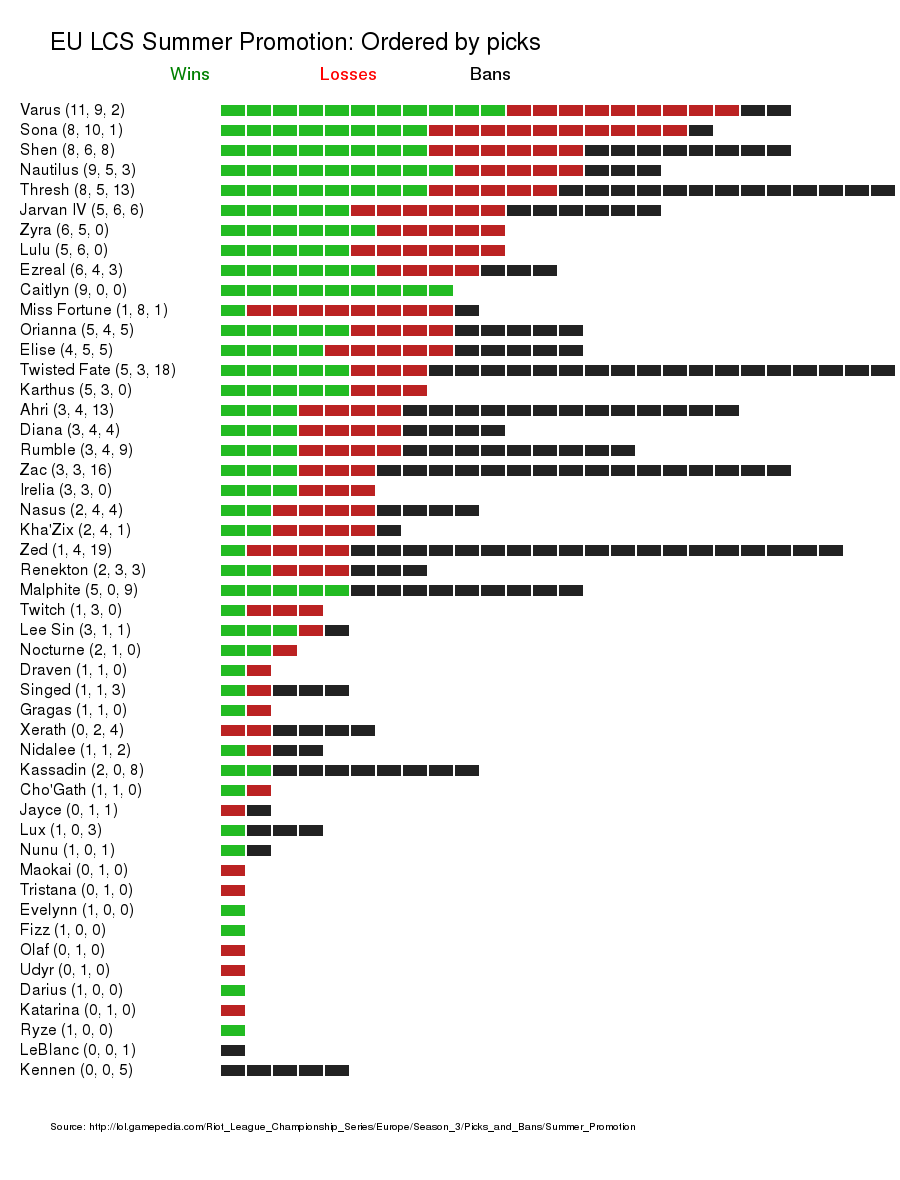 EU LCS Summer Promotion: Ordered by picks
Wins Losses Bans
Varus (11, 9, 2)
Sona (8, 10, 1)
Shen (8, 6, 8)
Nautilus (9, 5, 3)
Thresh (8, 5, 13)
Jarvan IV (5, 6, 6)
Zyra (6, 5, 0)
Lulu (5, 6, 0)
Ezreal (6, 4, 3)
Caitlyn (9, 0, 0)
Miss Fortune (1, 8, 1)
Orianna (5, 4, 5)
Elise (4, 5, 5)
Twisted Fate (5, 3, 18)
Karthus (5, 3, 0)
Ahri (3, 4, 13)
Diana (3, 4, 4)
Rumble (3, 4, 9)
Zac (3, 3, 16)
Irelia (3, 3, 0)
Nasus (2, 4, 4)
Kha'Zix (2, 4, 1)
Zed (1, 4, 19)
Renekton (2, 3, 3)
Malphite (5, 0, 9)
Twitch (1, 3, 0)
Lee Sin (3, 1, 1)
Nocturne (2, 1, 0)
Draven (1, 1, 0)
Singed (1, 1, 3)
Gragas (1, 1, 0)
Xerath (0, 2, 4)
Nidalee (1, 1, 2)
Kassadin (2, 0, 8)
Cho'Gath (1, 1, 0)
Jayce (0, 1, 1)
Lux (1, 0, 3)
Nunu (1, 0, 1)
Maokai (0, 1, 0)
Tristana (0, 1, 0)
Evelynn (1, 0, 0)
Fizz (1, 0, 0)
Olaf (0, 1, 0)
Udyr (0, 1, 0)
Darius (1, 0, 0)
Katarina (0, 1, 0)
Ryze (1, 0, 0)
LeBlanc (0, 0, 1)
Kennen (0, 0, 5)
Source: http://lol.gamepedia.com/Riot_League_Championship_Series/Europe/Season_3/Picks_and_Bans/Summer_Promotion